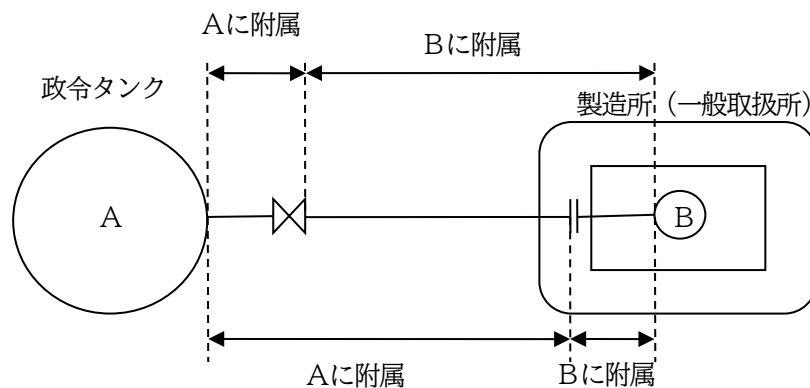 Ａに附属
Ｂに附属
政令タンク
製造所（一般取扱所）
Ａ
Ｂ
Ａに附属
Ｂに附属